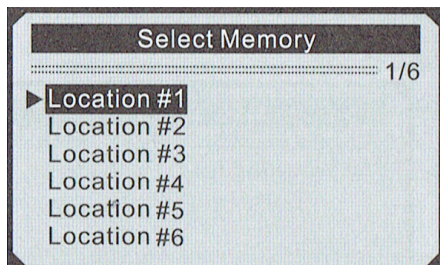 Select Memory
1/6
Location #1
Location #2
Location #3
Location #4
Location #5
Location #6